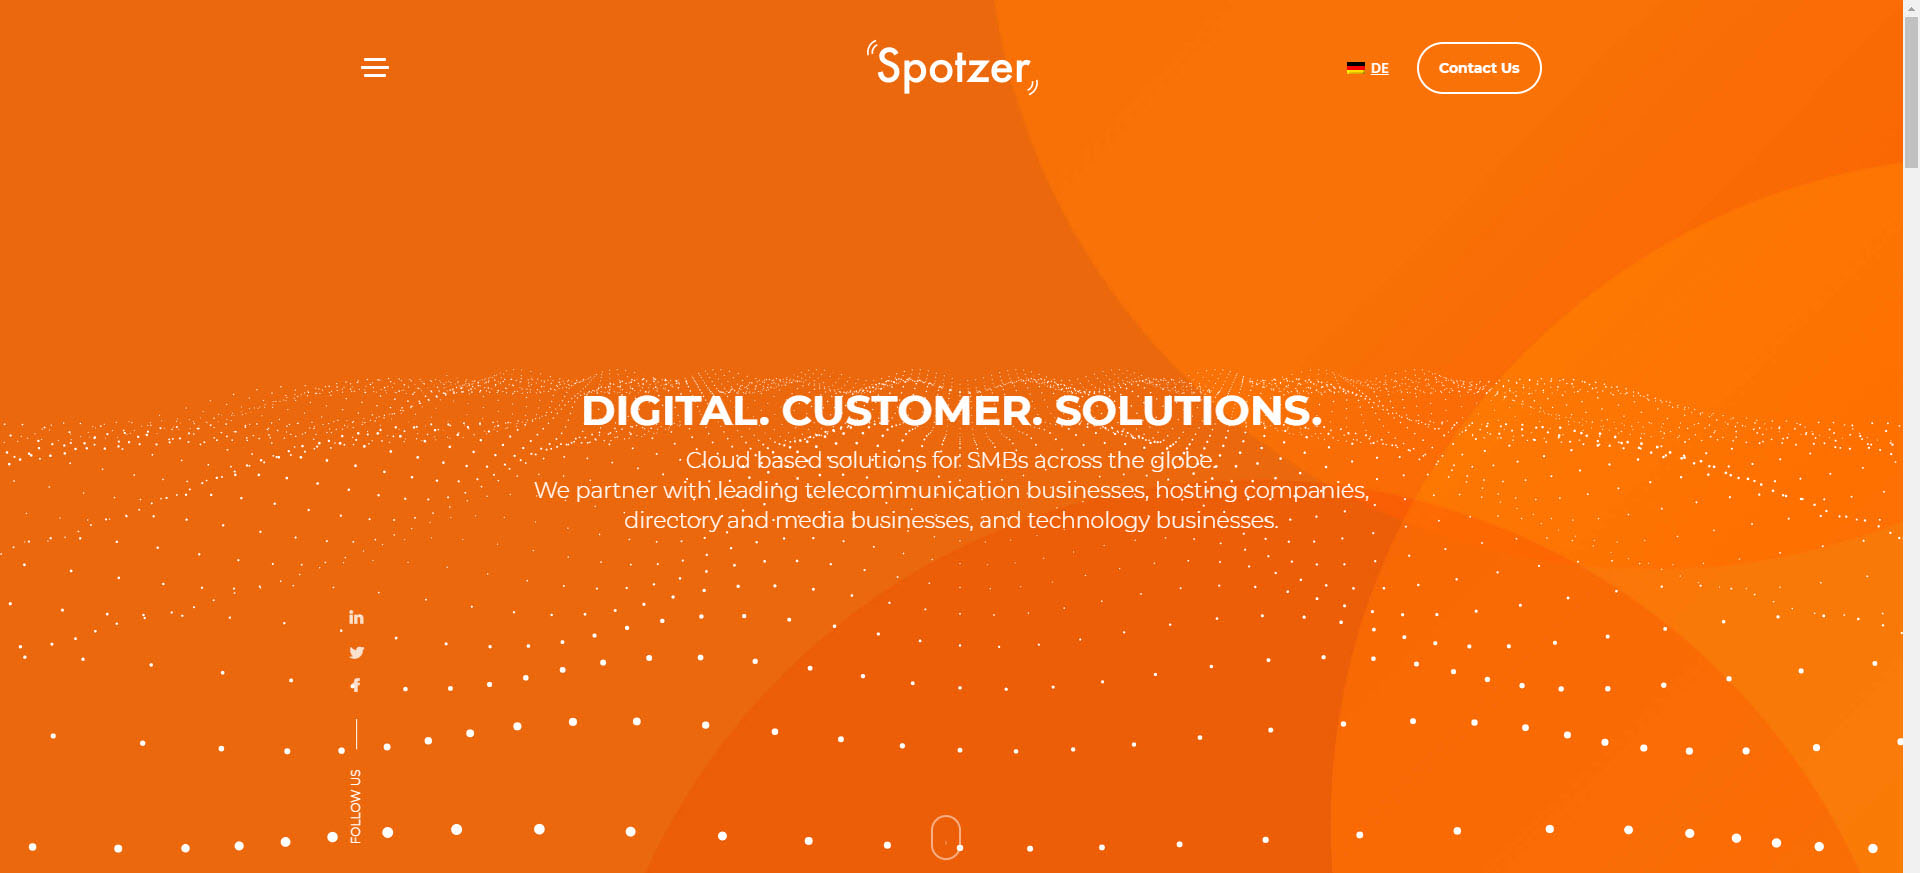 Spotzer
DE
Contact Us
DIGITAL. CUSTOMER. SOLUTIONS.
Cloud based solutions for SMBs across the globe.
We partner with leading telecommunication businesses, hosting companies,
directory and media businesses, and technology businesses.
FOLLOW US